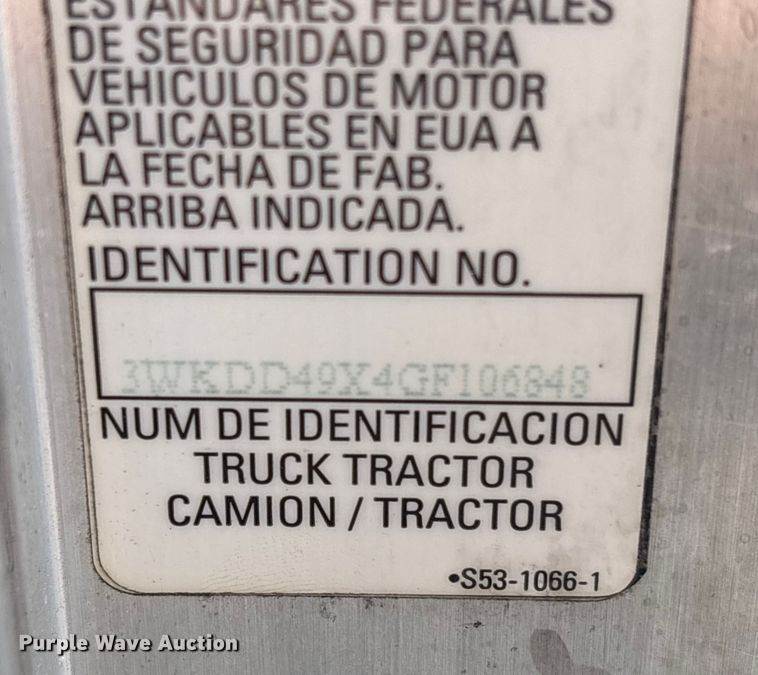 ESTANDARES FEDERALES
DE SEGURIDAD PARA
VEHICULOS DE MOTOR
APLICABLES EN EUA A
LA FECHA DE FAB.
ARRIBA INDICADA.
IDENTIFICATION NO.
3WKDD49X4GF106848
NUM DE IDENTIFICACION
TRUCK TRACTOR
CAMION / TRACTOR
•S53-1066-1
Purple Wave Auction